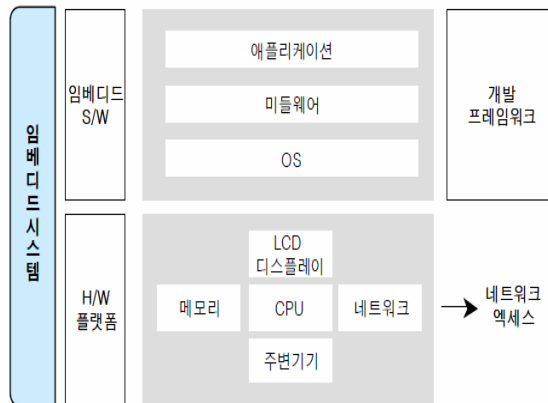 임베디드시스템
임베디드
S/W
애플리케이션
미들웨어
OS
개발
프레임워크
H/W
플랫폼
LCD
디스플레이
메모리
CPU
네트워크
주변기기
네트워크
엑세스